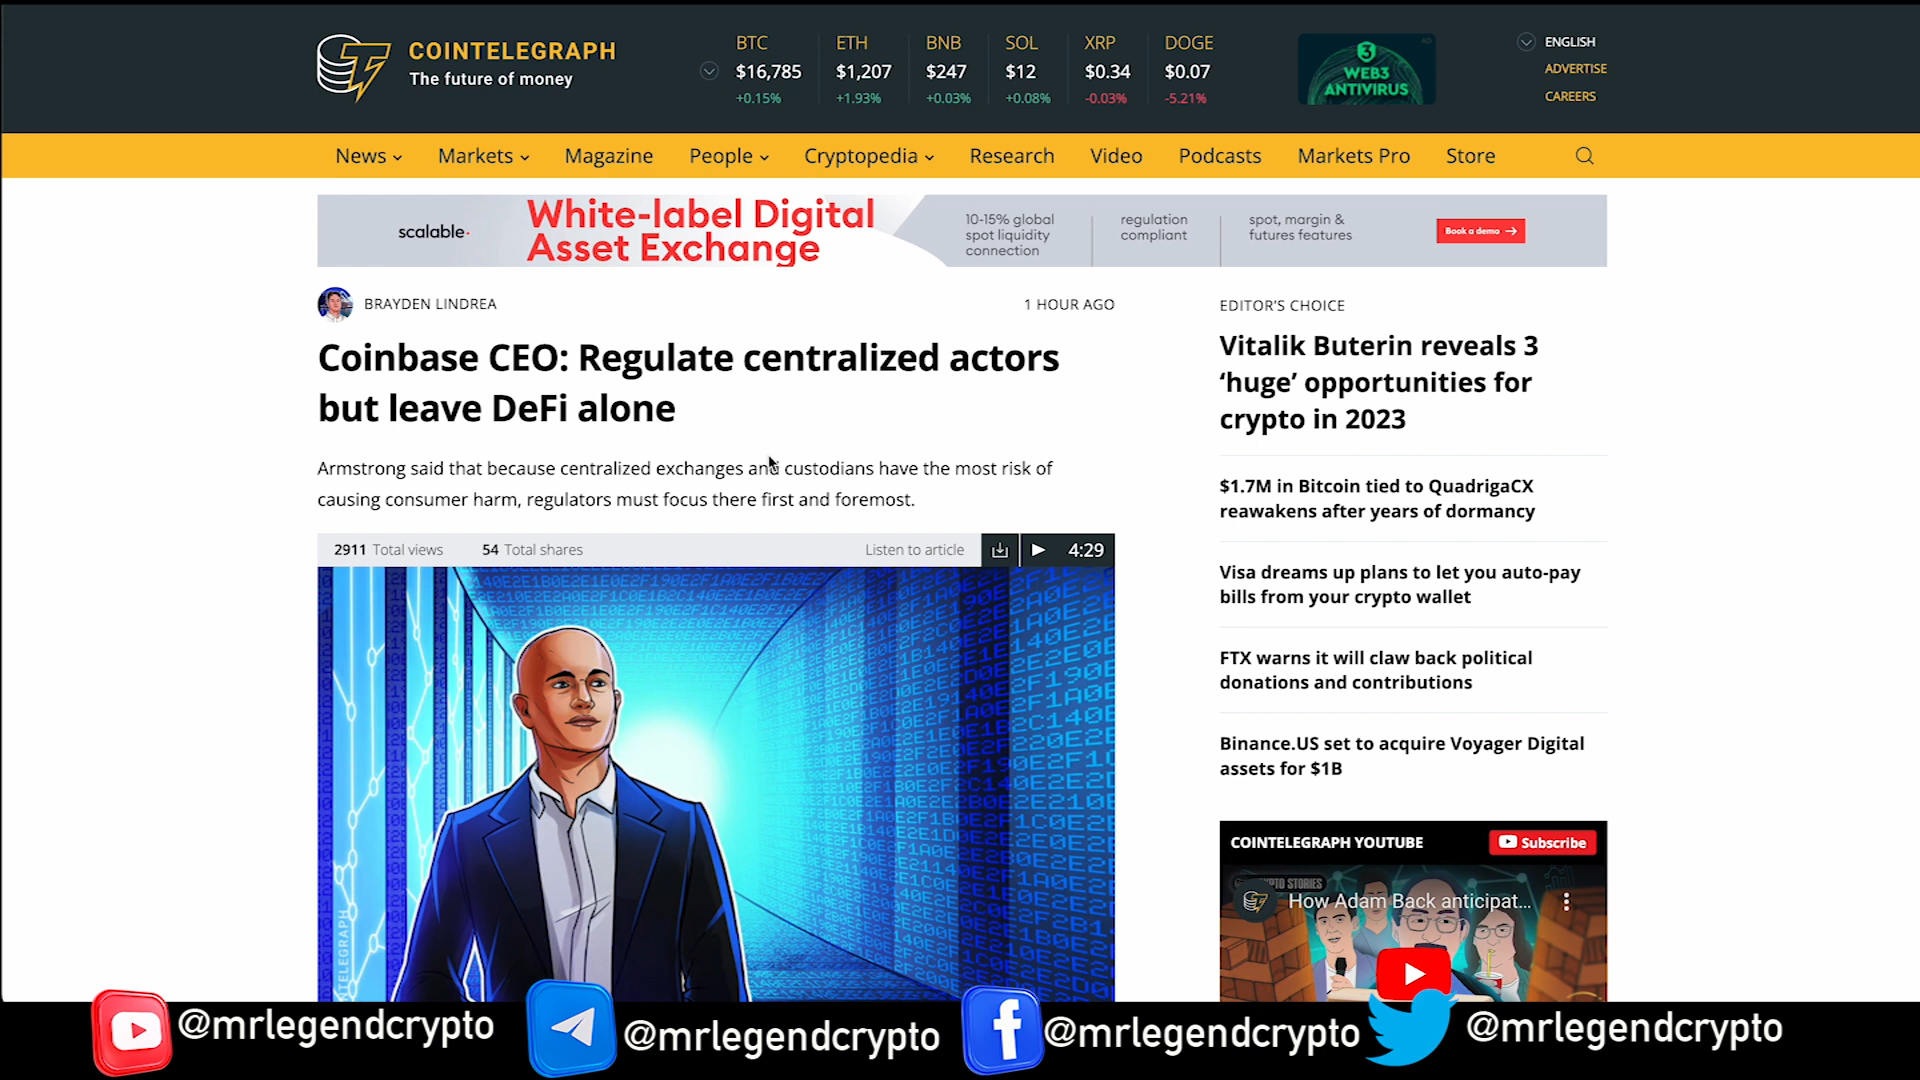 COINTELEGRAPH
The future of money
BTC
$16,785
+0.15%
ETH
$1,207
+1.93%
BNB
$247
+0.03%
SOL
$12
+0.08%
XRP
$0.34
-0.03%
DOGE
$0.07
-5.21%
AD
WEB3
ANTIVIRUS
ENGLISH
ADVERTISE
CAREERS
News Markets Magazine People Cryptopedia Research Video Podcasts Markets Pro Store
scalable.
White-label Digital
Asset Exchange
10-15% global
spot liquidity
connection
regulation
compliant
spot, margin &
futures features
Book a demo →
BRAYDEN LINDREA
1 HOUR AGO
Coinbase CEO: Regulate centralized actors
but leave DeFi alone
Armstrong said that because centralized exchanges and custodians have the most risk of
causing consumer harm, regulators must focus there first and foremost.
2911 Total views 54 Total shares
Listen to article
4:29
EDITOR'S CHOICE
Vitalik Buterin reveals 3
‘huge’ opportunities for
crypto in 2023
$1.7M in Bitcoin tied to QuadrigaCX
reawakens after years of dormancy
Visa dreams up plans to let you auto-pay
bills from your crypto wallet
FTX warns it will claw back political
donations and contributions
Binance.US set to acquire Voyager Digital
assets for $1B
COINTELEGRAPH YOUTUBE
Subscribe
How Adam Back anticipat...
@mrlegendcrypto
@mrlegendcrypto
@mrlegendcrypto
@mrlegendcrypto